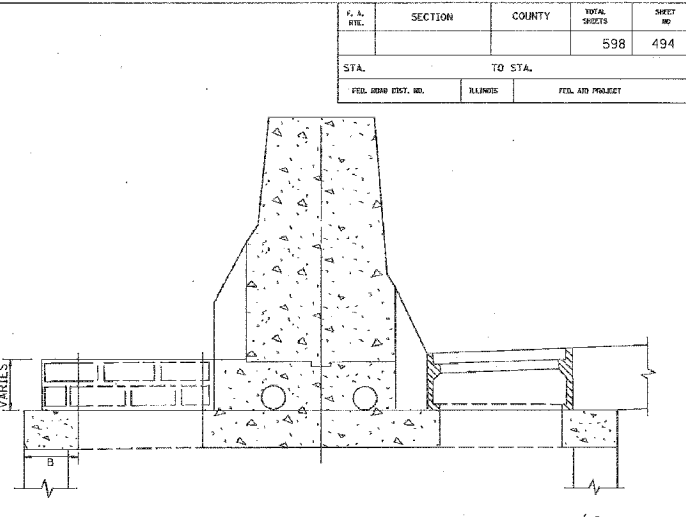 F. A. RTE.
SECTION
COUNTY
TOTAL SHEETS
SHEET NO
598
494
STA.
TO STA.
FED. ROAD DIST. NO.
ILLINOIS
FED. AID PROJECT
VARIES
B